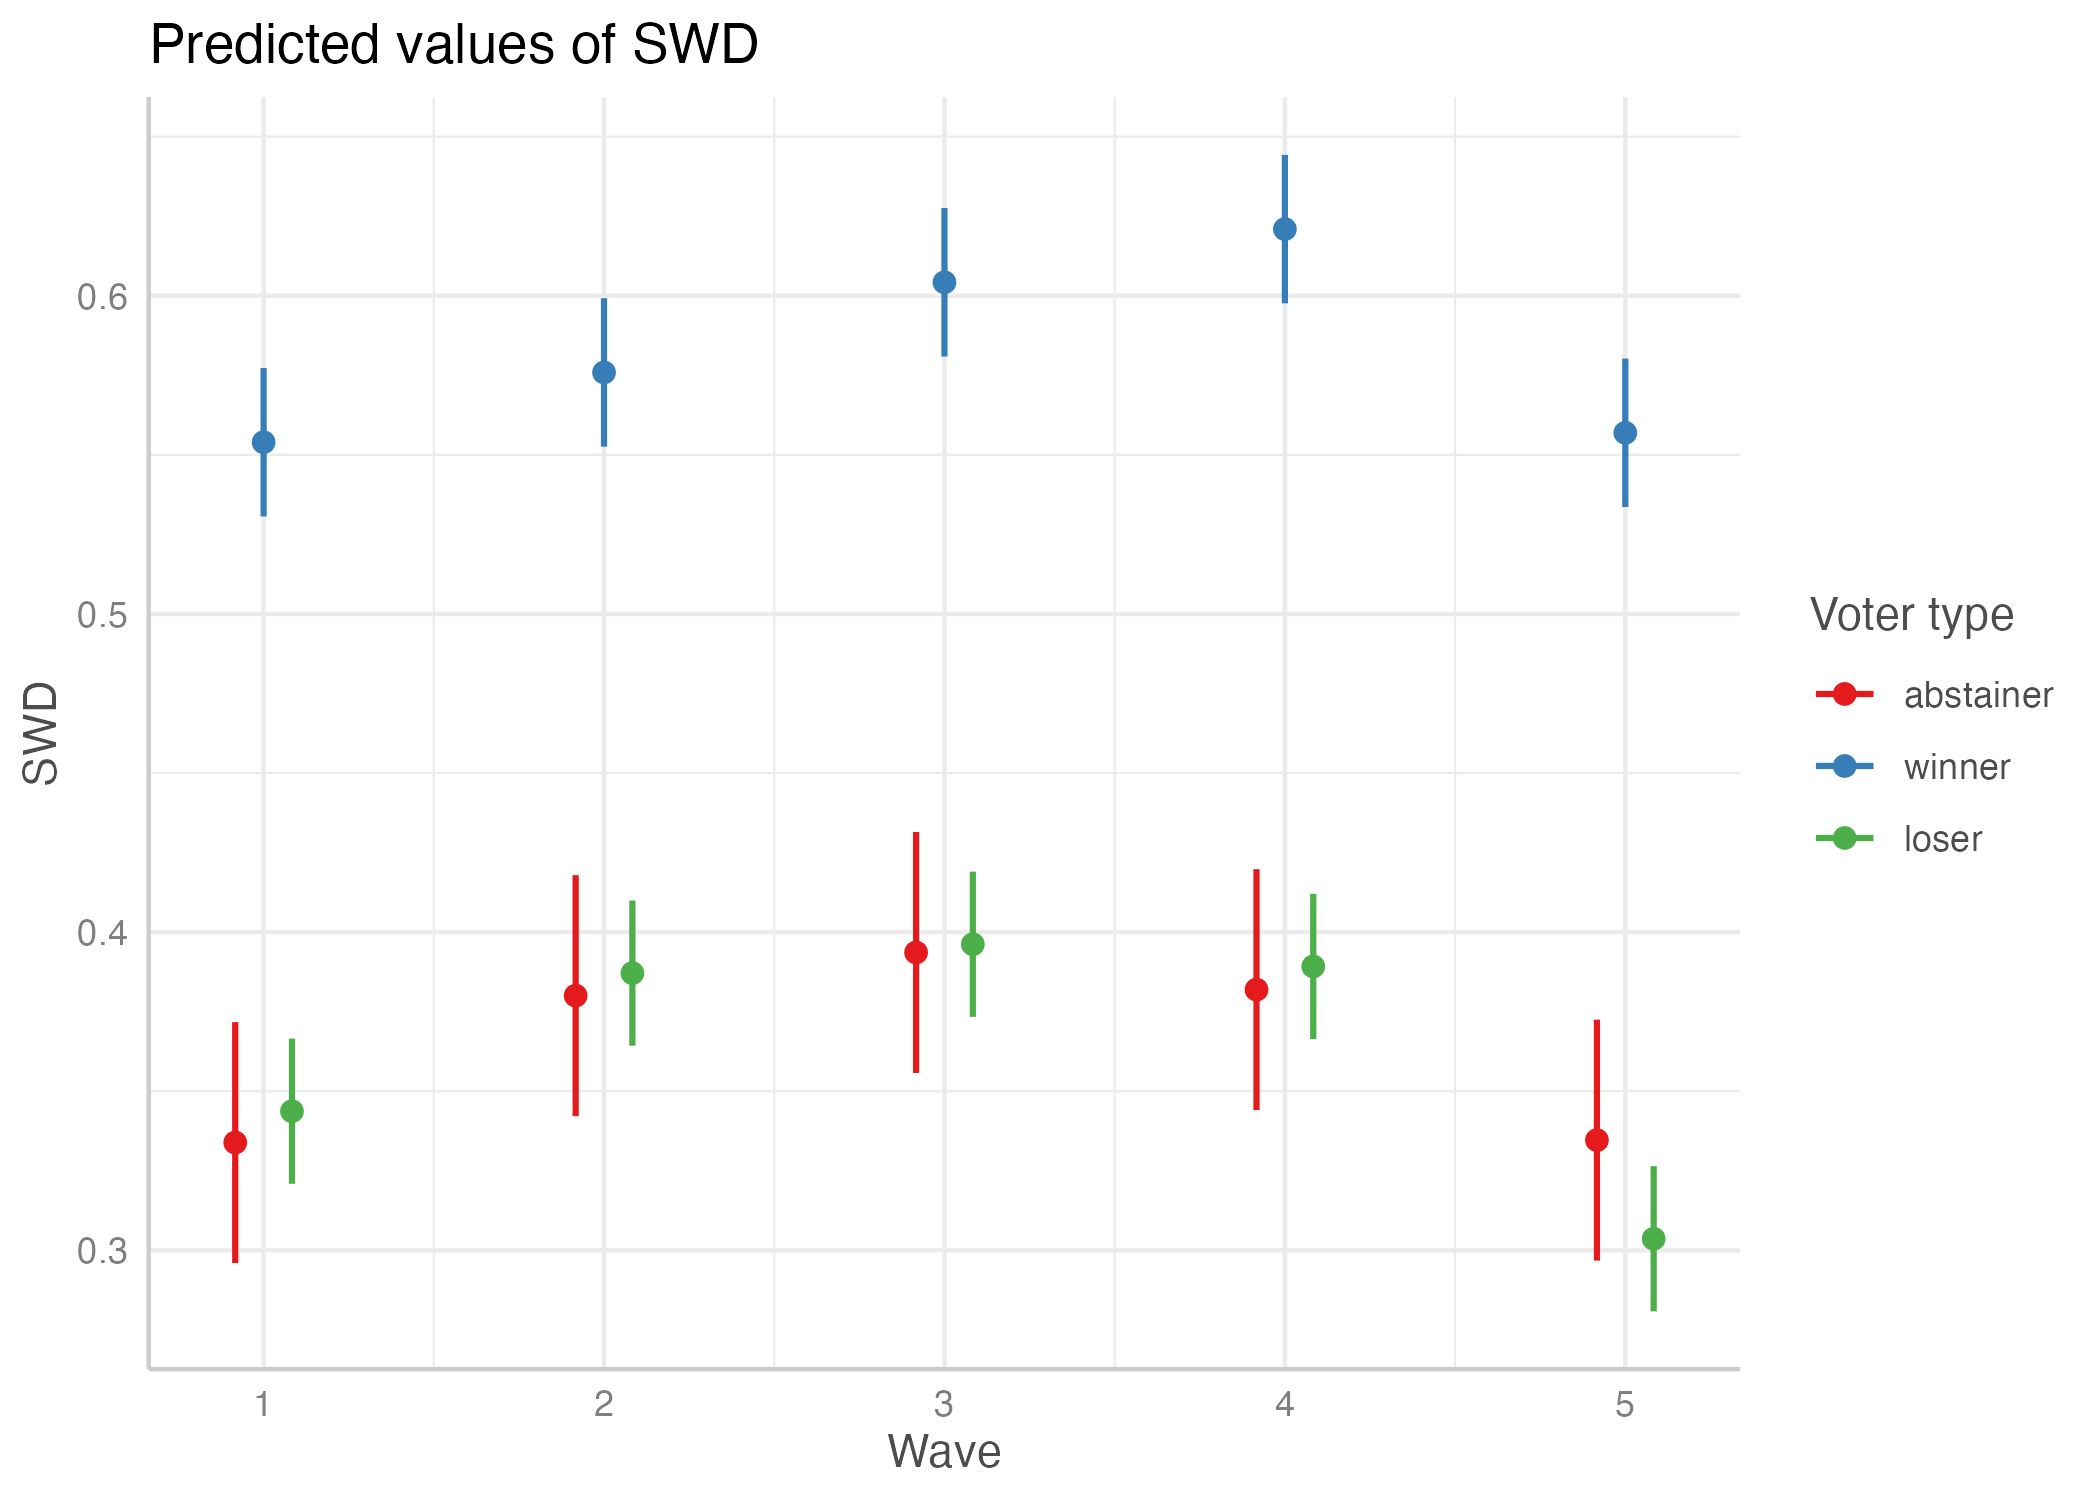 Predicted values of SWD
0.6
0.5
0.4
0.3
SWD
1 2 3 4 5
Wave
Voter type
abstainer
winner
loser